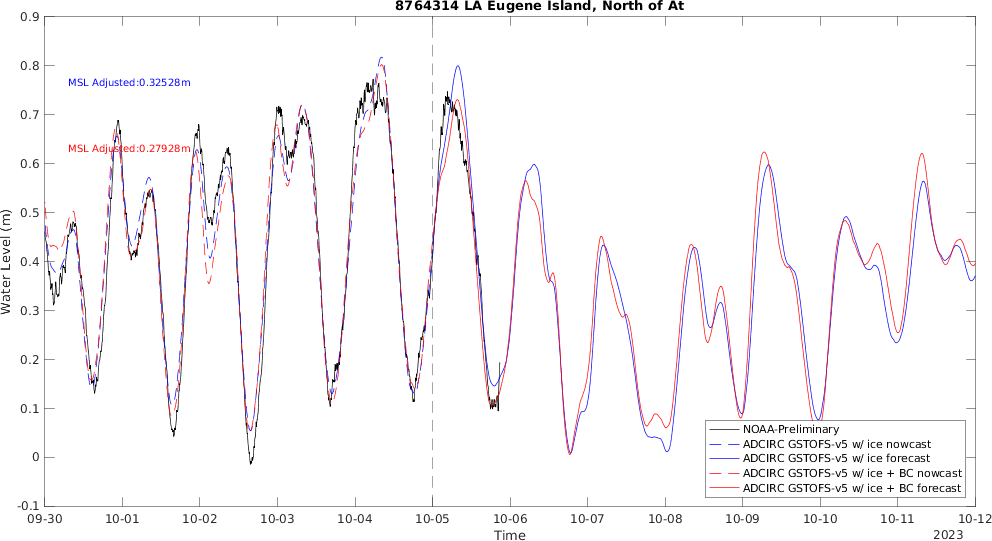 8764314 LA Eugene Island, North of At
0.9
0.8
0.7
0.6
0.5
0.4
0.3
0.2
0.1
0
-0.1
Water Level (m)
MSL Adjusted:0.32528m
MSL Adjusted:0.27928m
NOAA-Preliminary
ADCIRC GSTOFS-v5 w/ ice nowcast
ADCIRC GSTOFS-v5 w/ ice forecast
ADCIRC GSTOFS-v5 w/ ice + BC nowcast
ADCIRC GSTOFS-v5 w/ ice + BC forecast
09-30 10-01 10-02 10-03 10-04 10-05 10-06 10-07 10-08 10-09 10-10 10-11 10-12
Time
2023